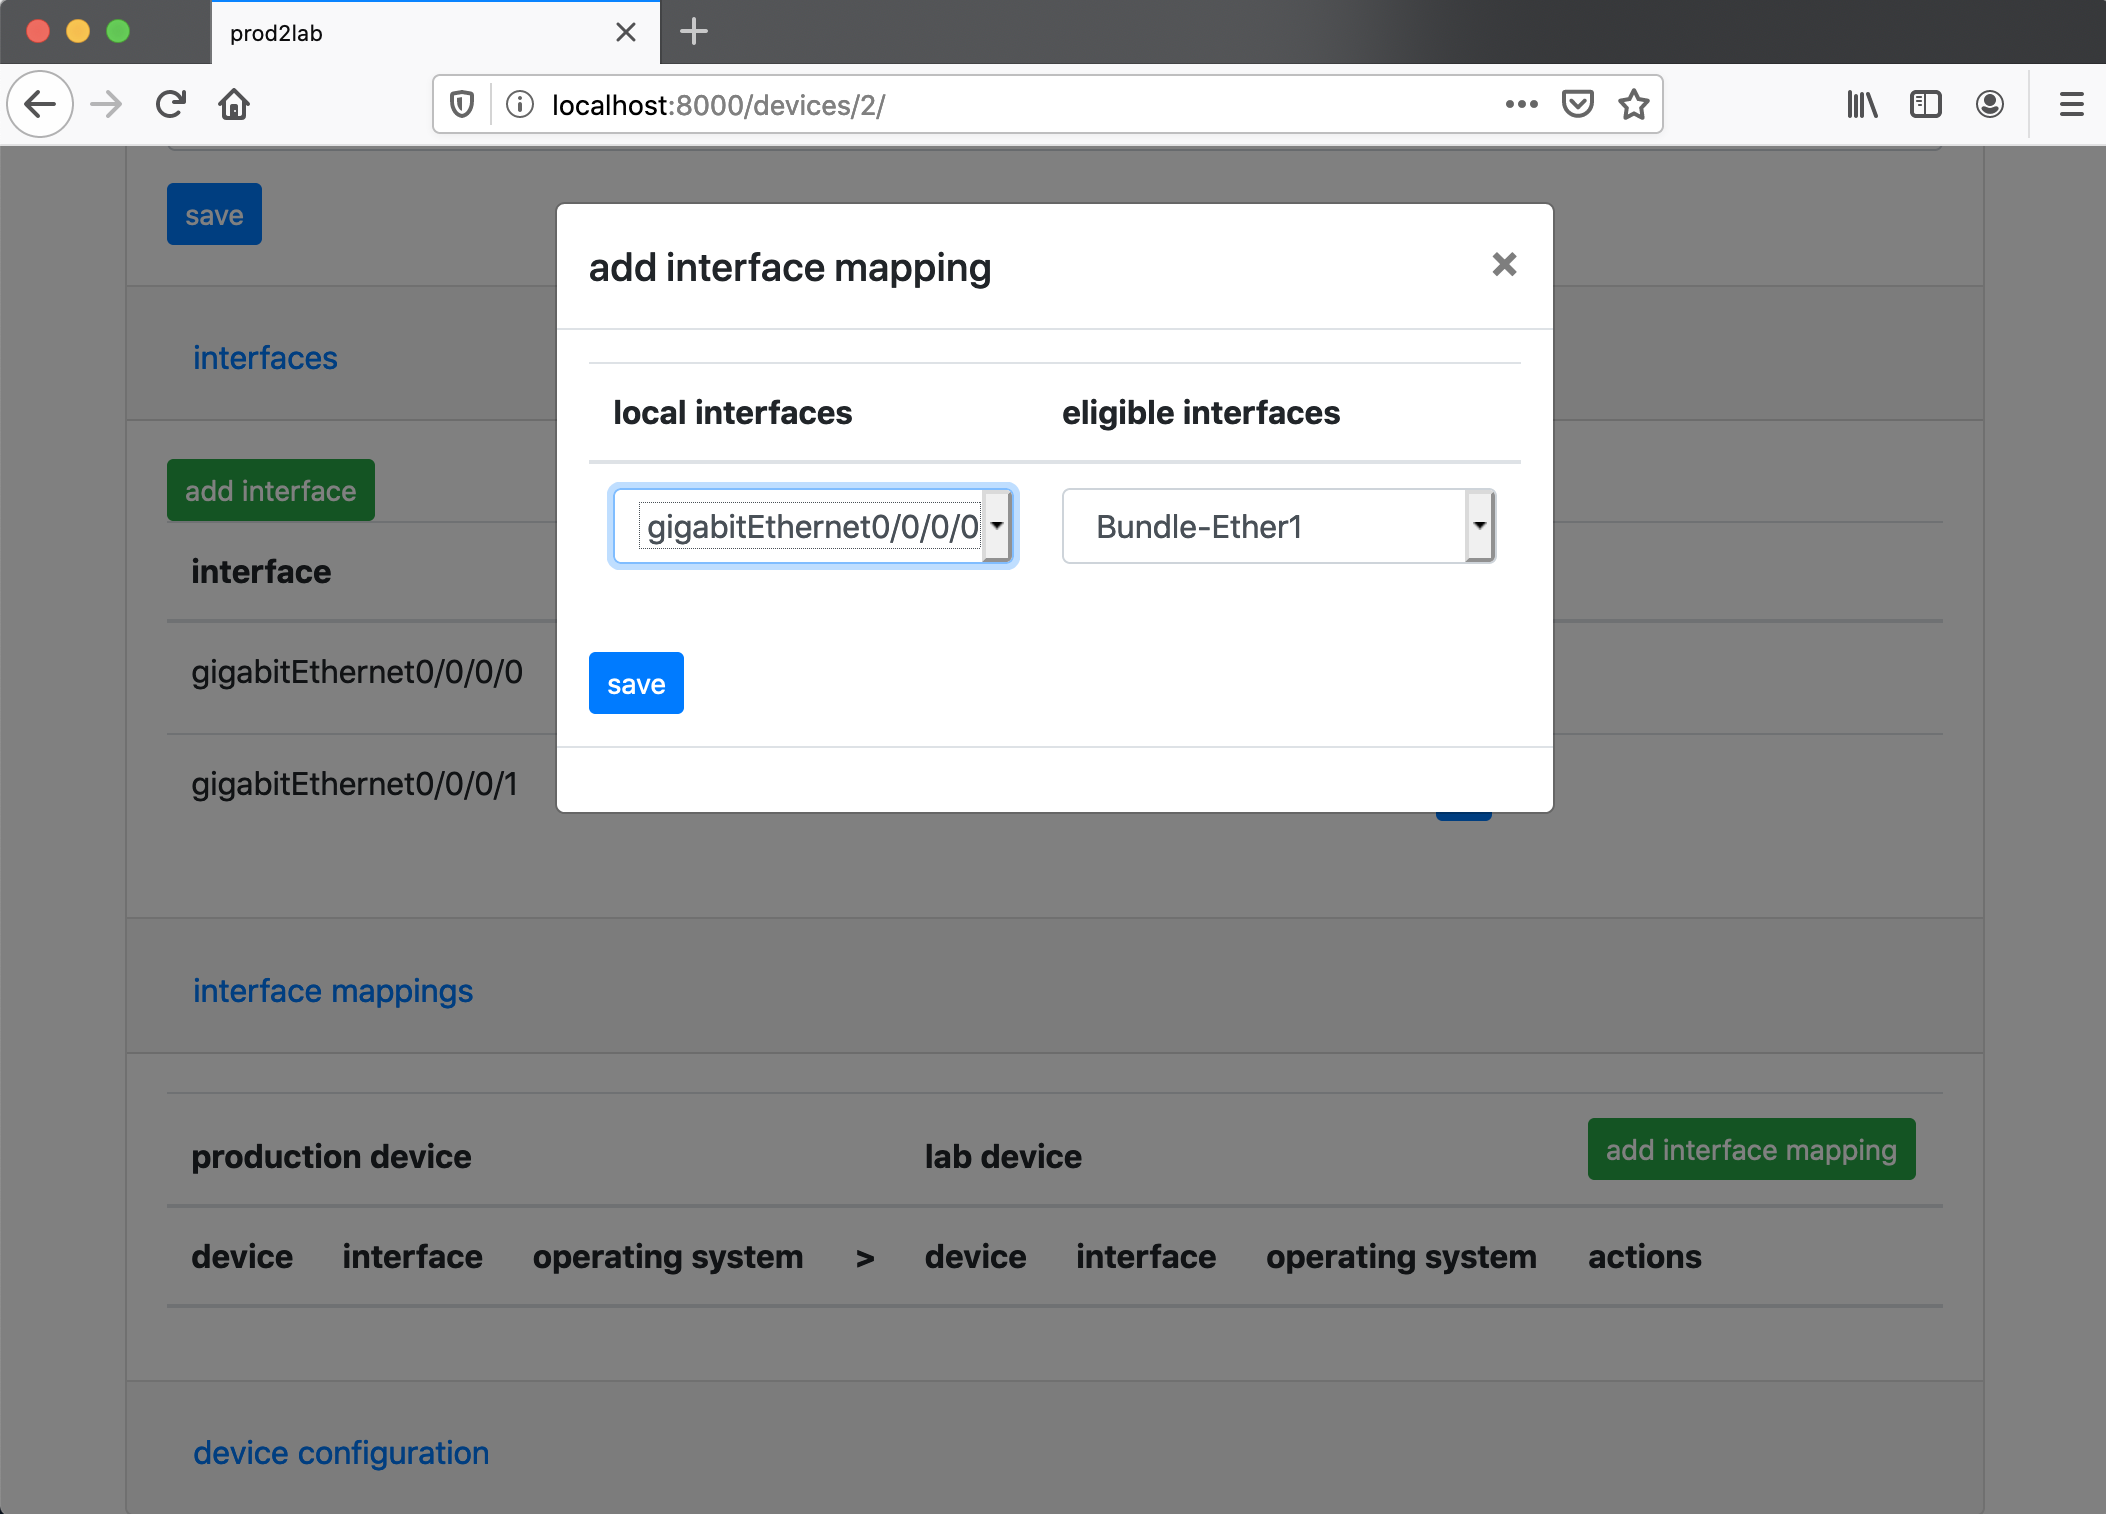 prod2lab
localhost:8000/devices/2/
save
add interface mapping
interfaces
local interfaces eligible interfaces
add interface
gigabitEthernet0/0/0/0 Bundle-Ether1
interface
gigabitEthernet0/0/0/0
save
gigabitEthernet0/0/0/1
interface mappings
production device lab device add interface mapping
device interface operating system > device interface operating system actions
device configuration